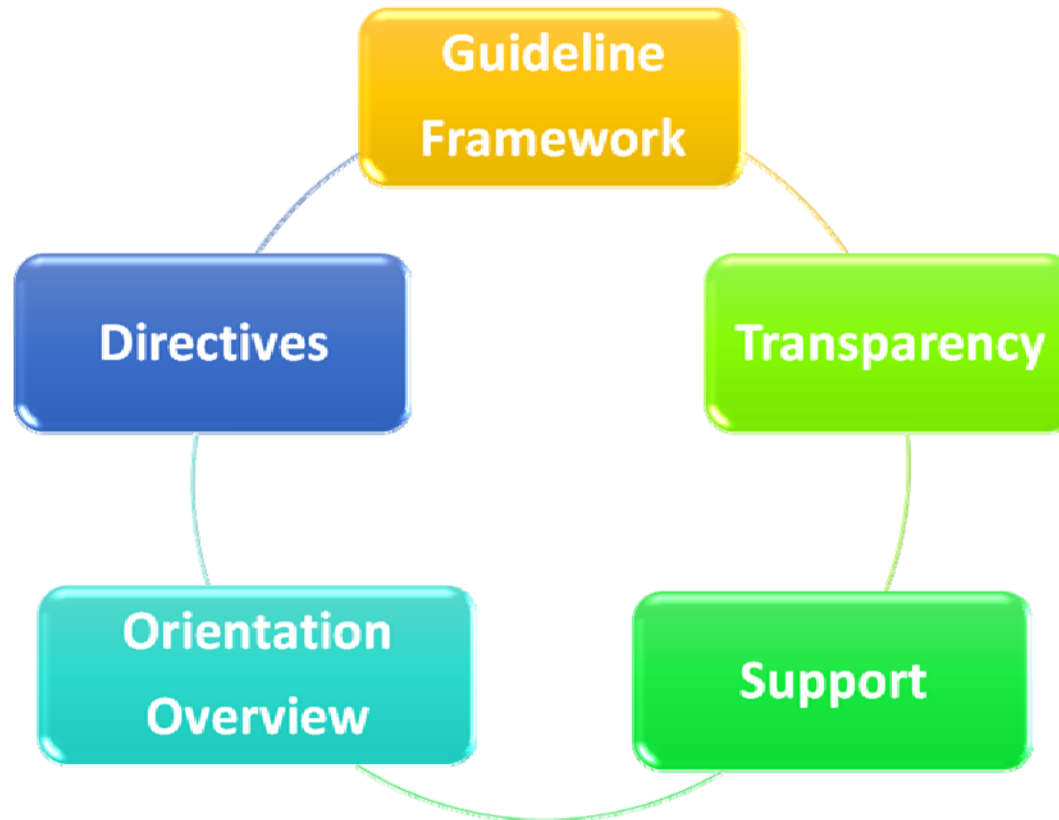 Guideline
Framework
Directives
Transparency
Orientation
Overview
Support